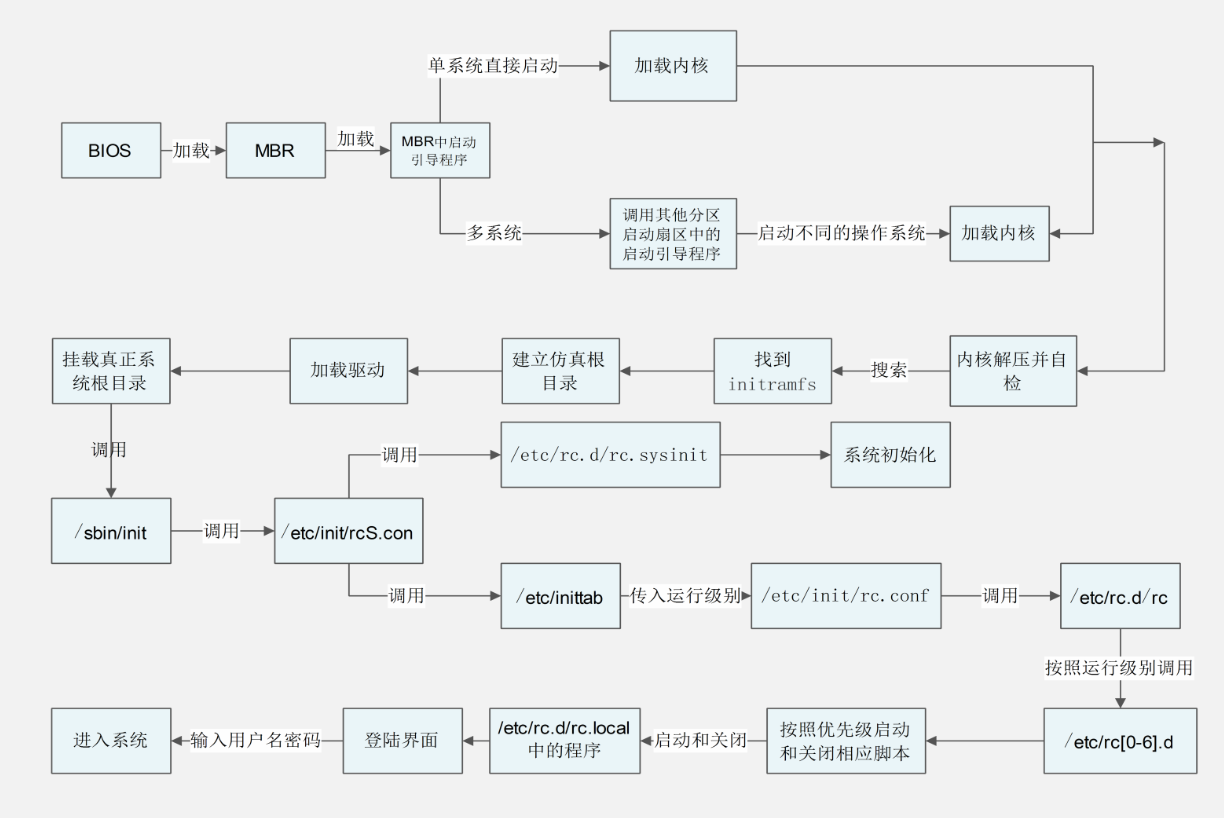 单系统直接启动
加载内核
BIOS
加载
MBR
加载
MBR中启动
引导程序
多系统
调用其他分区
启动扇区中的
启动引导程序
启动不同的操作系统
加载内核
挂载真正系
统根目录
加载驱动
建立仿真根
目录
找到
initramfs
搜索
内核解压并自
检
调用
调用
/etc/rc.d/rc.sysinit
系统初始化
/sbin/init
调用
/etc/init/rcS.con
调用
/etc/inittab
传入运行级别
/etc/init/rc.conf
调用
/etc/rc.d/rc
按照运行级别调用
进入系统
输入用户名密码
登陆界面
/etc/rc.d/rc.local
中的程序
启动和关闭
按照优先级启动
和关闭相应脚本
/etc/rc[0-6].d